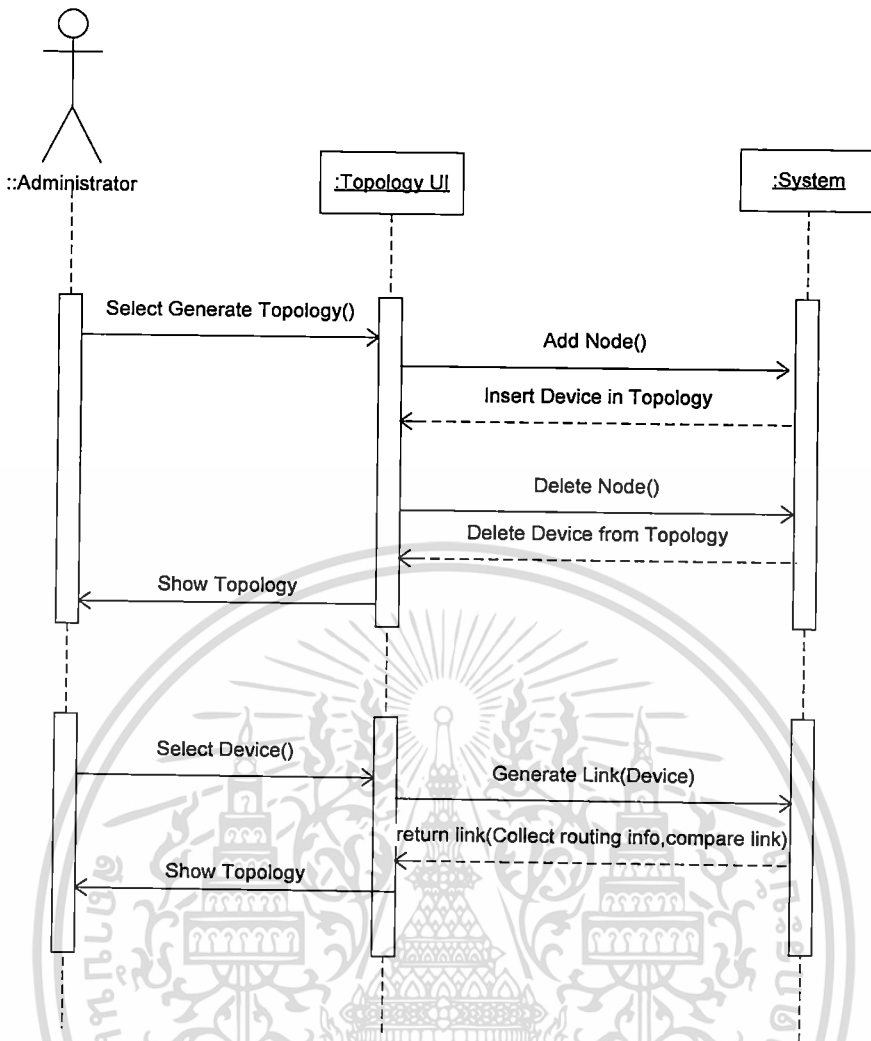 ::Administrator
:Topology UI
:System
Select Generate Topology()
Add Node()
Insert Device in Topology
Delete Node()
Delete Device from Topology
Show Topology
Select Device()
Generate Link(Device)
return link(Collect routing info,compare link)
Show Topology